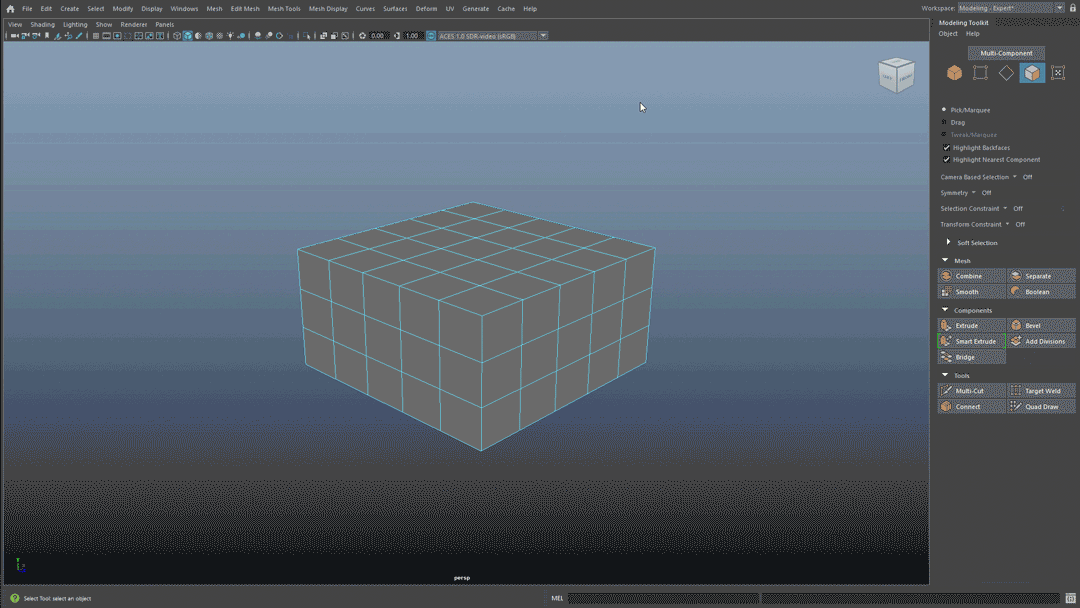 File Edit Create Select Modify Display Windows Mesh Edit Mesh Mesh Tools Mesh Display Curves Surfaces Deform UV Generate Cache Help
Workspace: Modeling - Expert*
View Shading Lighting Show Renderer Panels
0.00 1.00 ACES 1.0 SDR-video (sRGB)
Modeling Toolkit
Object Help
Multi-Component
Pick/Marquee
Drag
Tweak/Marquee
Highlight Backfaces
Highlight Nearest Component
Camera Based Selection Off
Symmetry Off
Selection Constraint Off
Transform Constraint Off
Soft Selection
Mesh
Combine Separate
Smooth Boolean
Components
Extrude Bevel
Smart Extrude Add Divisions
Bridge
Tools
Multi-Cut Target Weld
Connect Quad Draw
persp
Select Tool: select an object
MEL